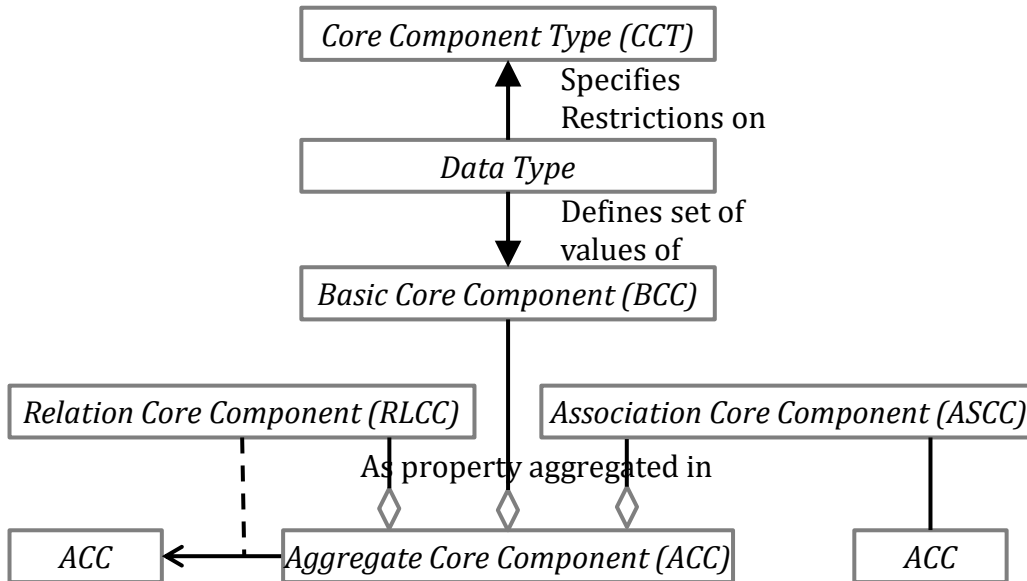 Core Component Type (CCT)
Specifies
Restrictions on
Data Type
Defines set of
values of
Basic Core Component (BCC)
Relation Core Component (RLCC)
Association Core Component (ASCC)
As property aggregated in
ACC
Aggregate Core Component (ACC)
ACC